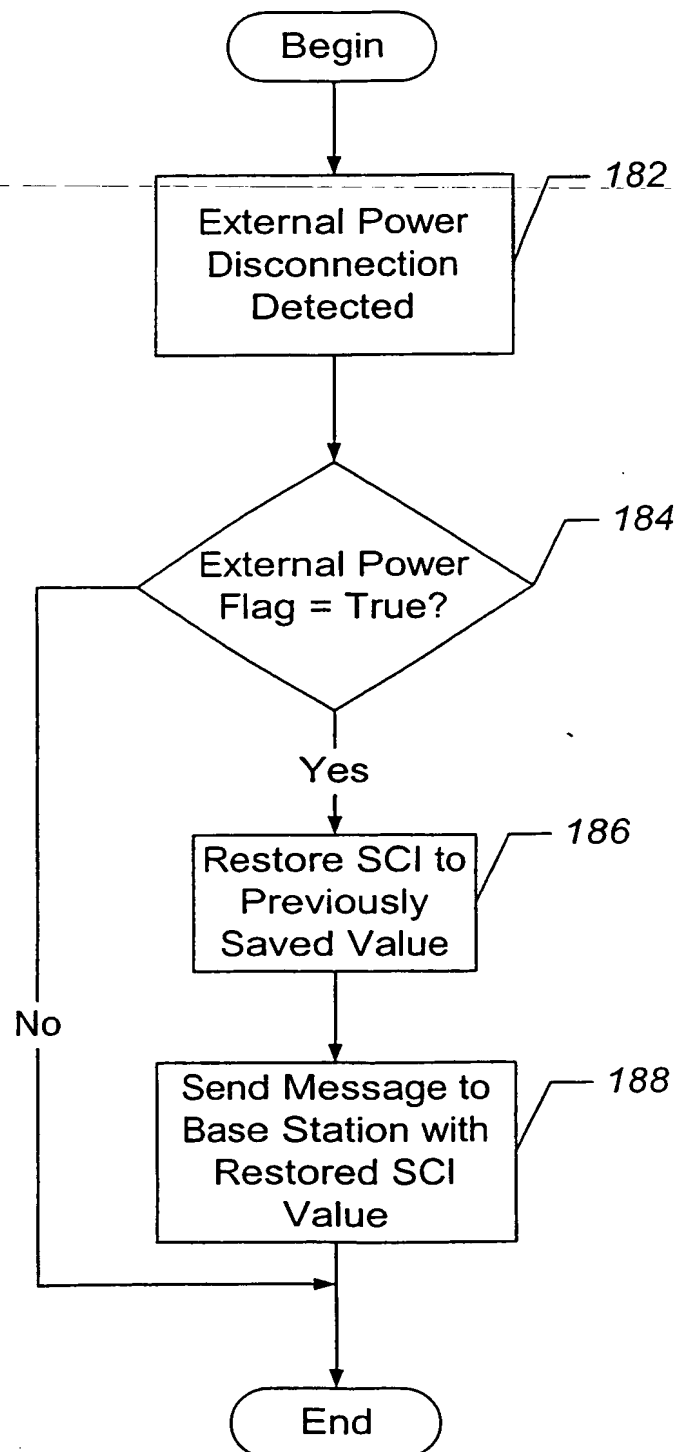 Begin
182
External Power
Disconnection
Detected
184
External Power
Flag = True?
Yes
186
Restore SCI to
Previously
Saved Value
No
188
Send Message to
Base Station with
Restored SCI
Value
End